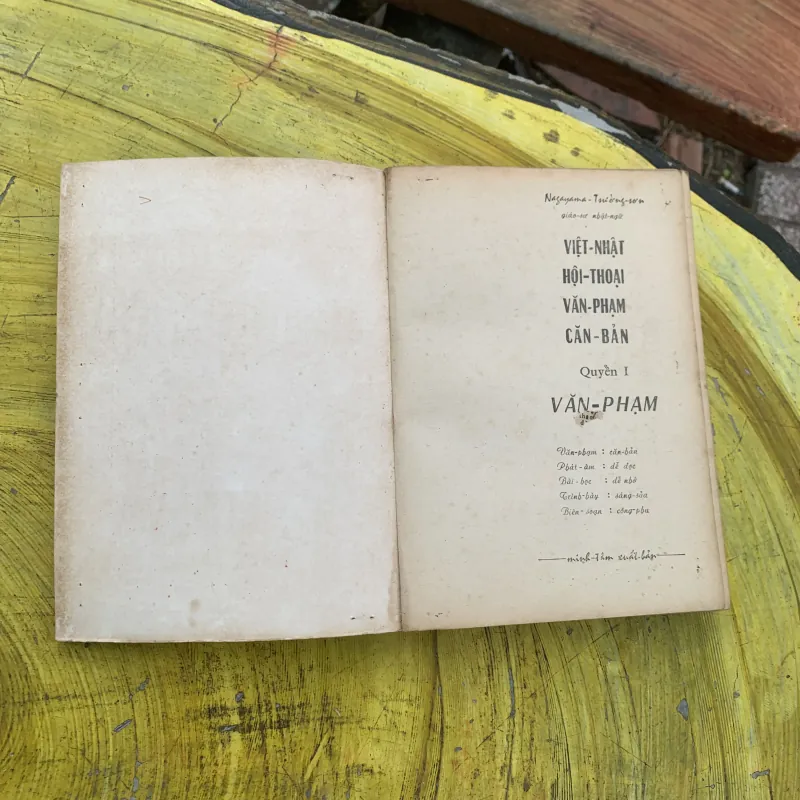 Nagayama - Trường-sơn
giáo-sư nhật-ngữ
VIỆT-NHẬT
HỘI-THOẠI
VĂN-PHẠM
CĂN-BẢN
Quyền I
VĂN-PHẠM
Văn-phạm : căn-bản
Phát-âm : dễ đọc
Bài-học : dễ nhớ
Trình-bày : sáng-sủa
Biên-soạn : công-phu
minh-Tâm xuất-bản